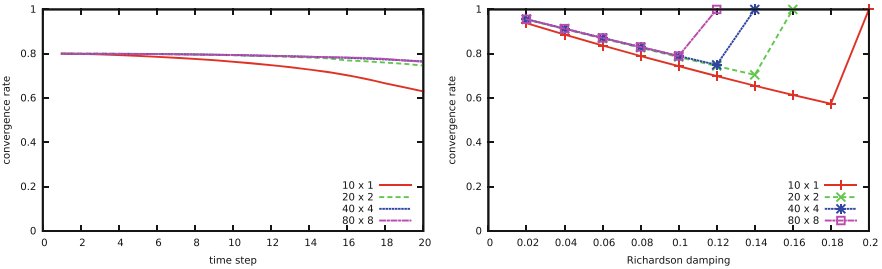 1
0.8
0.6
0.4
0.2
0
convergence rate
10 x 1
20 x 2
40 x 4
80 x 8
0 2 4 6 8 10 12 14 16 18 20
time step
1
0.8
0.6
0.4
0.2
0
convergence rate
10 x 1
20 x 2
40 x 4
80 x 8
0 0.02 0.04 0.06 0.08 0.1 0.12 0.14 0.16 0.18 0.2
Richardson damping